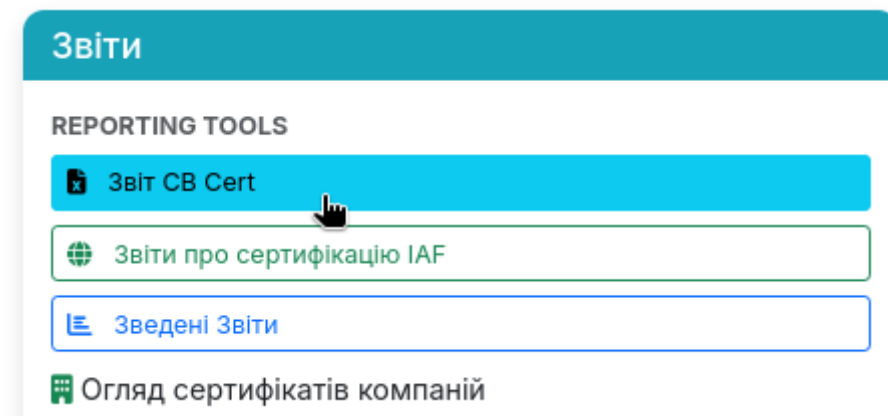 Звіти
REPORTING TOOLS
Звіт CB Cert
Звіти про сертифікацію IAF
Зведені Звіти
Огляд сертифікатів компаній